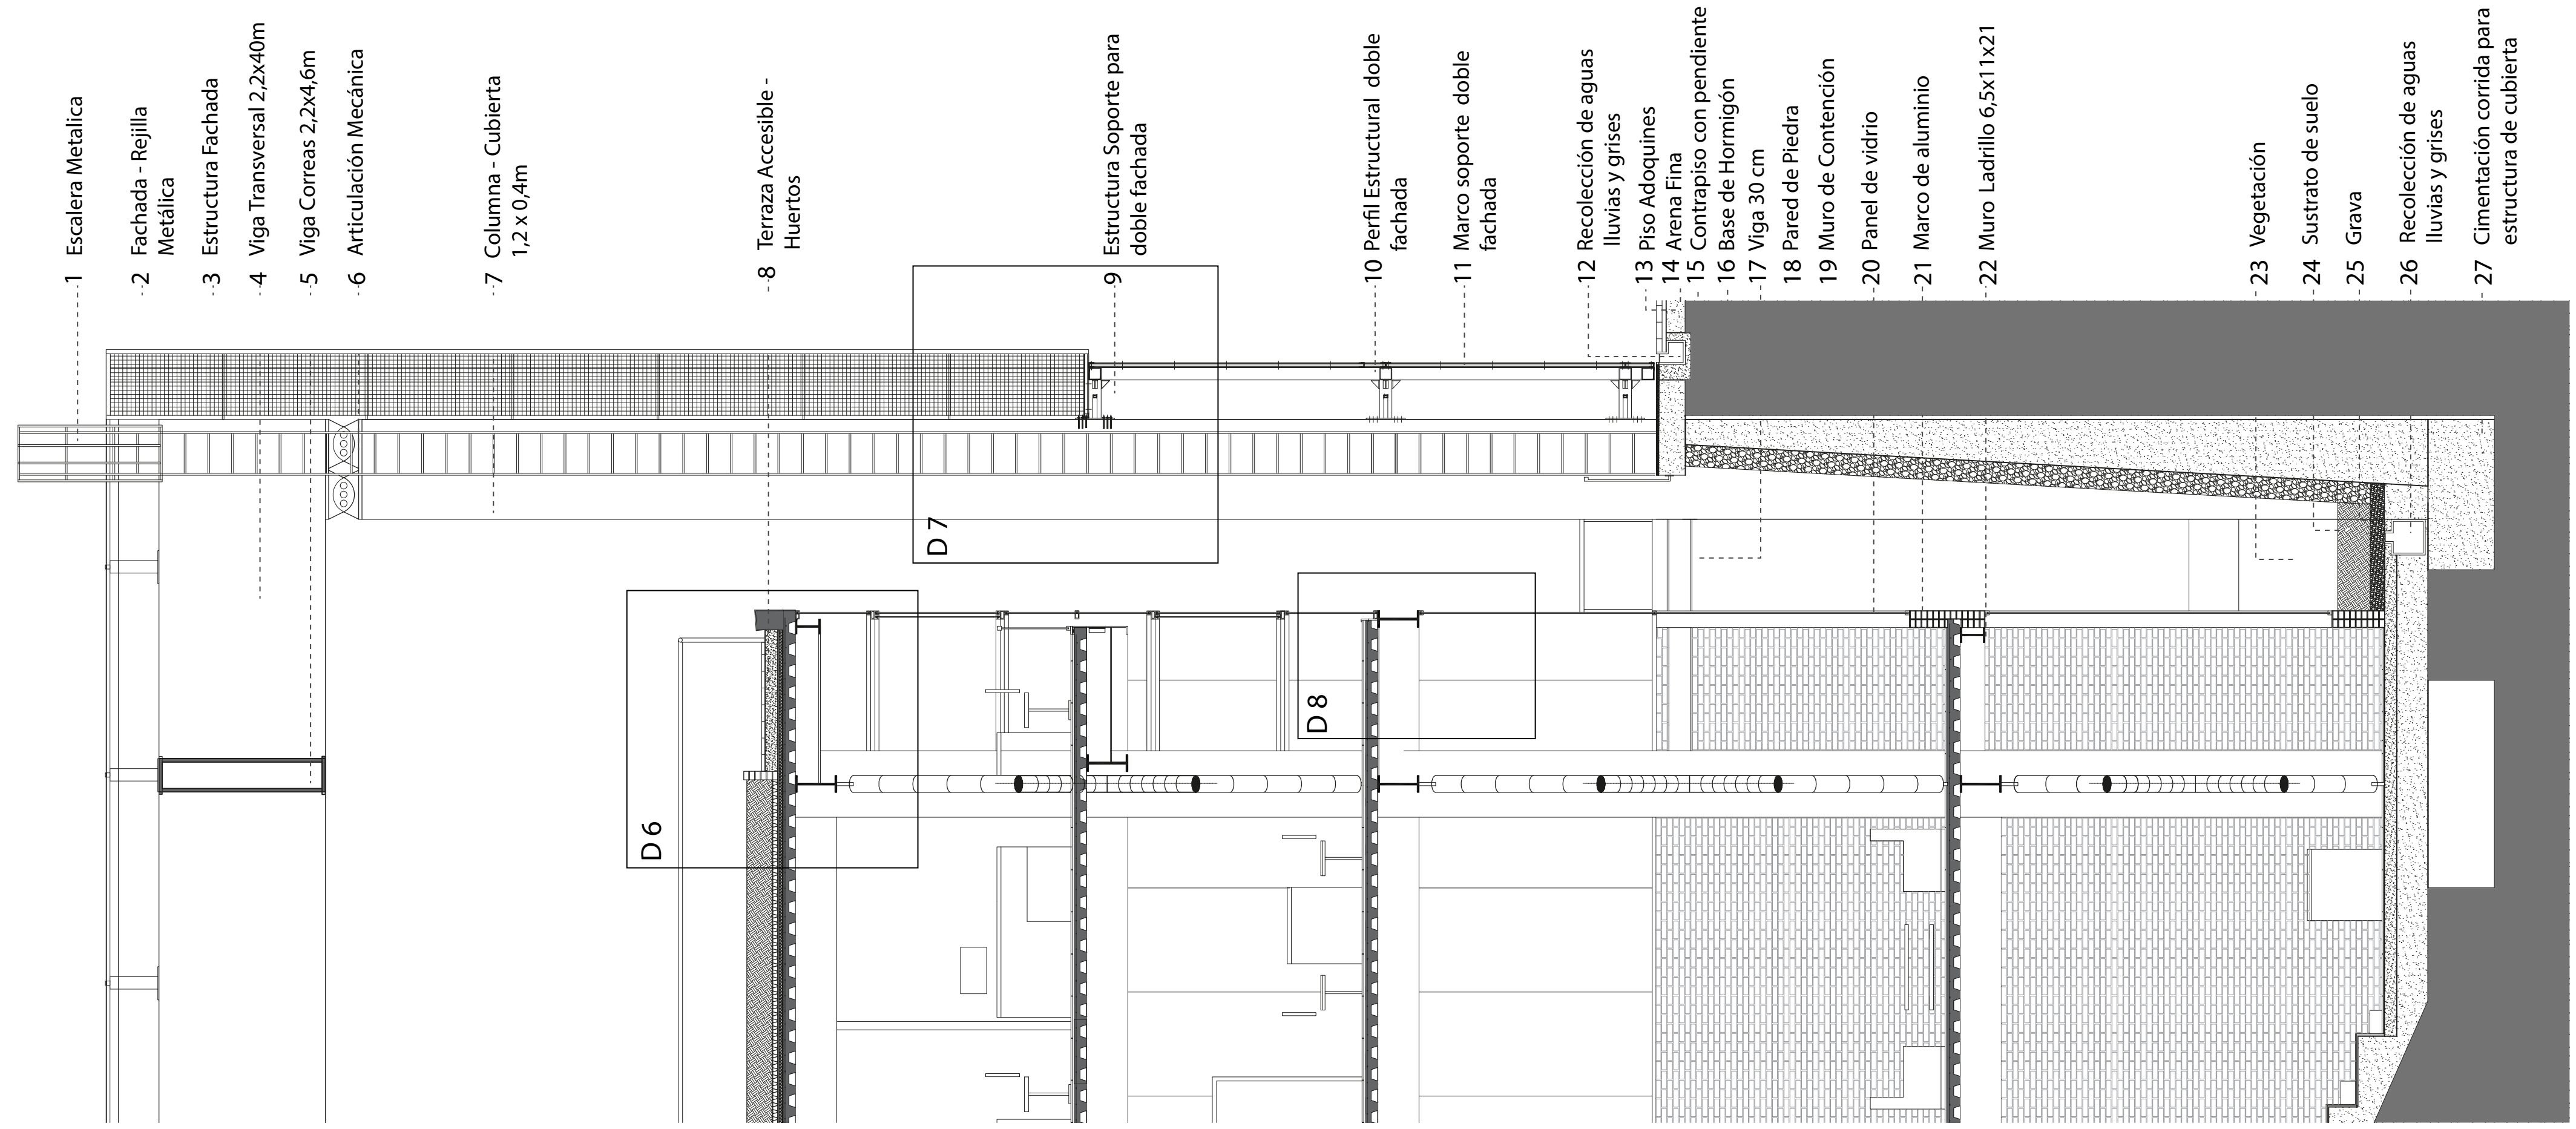 1 Escalera Metalica
2 Fachada - Rejilla
Metálica
3 Estructura Fachada
4 Viga Transversal 2,2x40m
5 Viga Correas 2,2x4,6m
6 Articulación Mecánica
7 Columna - Cubierta
1,2 x 0,4m
8 Terraza Accesible -
Huertos
9 Estructura Soporte para
doble fachada
10 Perfil Estructural doble
fachada
11 Marco soporte doble
fachada
12 Recolección de aguas
lluvias y grises
13 Piso Adoquines
14 Arena Fina
15 Contrapiso con pendiente
16 Base de Hormigón
17 Viga 30 cm
18 Pared de Piedra
19 Muro de Contención
20 Panel de vidrio
21 Marco de aluminio
22 Muro Ladrillo 6,5x11x21
23 Vegetación
24 Sustrato de suelo
25 Grava
26 Recolección de aguas
lluvias y grises
27 Cimentación corrida para
estructura de cubierta
D 6
D 7
D 8